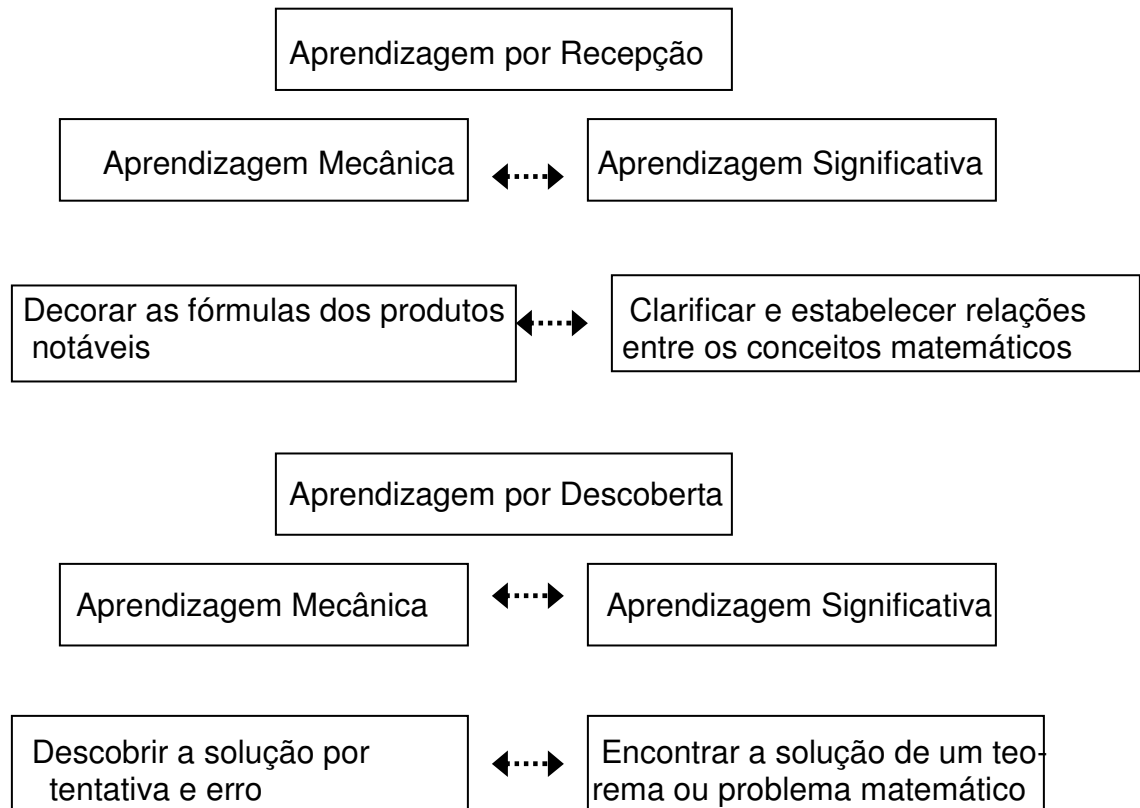 Aprendizagem por Recepção
Aprendizagem Mecânica
Aprendizagem Significativa
Decorar as fórmulas dos produtos
notáveis
Clarificar e estabelecer relações
entre os conceitos matemáticos
Aprendizagem por Descoberta
Aprendizagem Mecânica
Aprendizagem Significativa
Descobrir a solução por
tentativa e erro
Encontrar a solução de um teo-
rema ou problema matemático